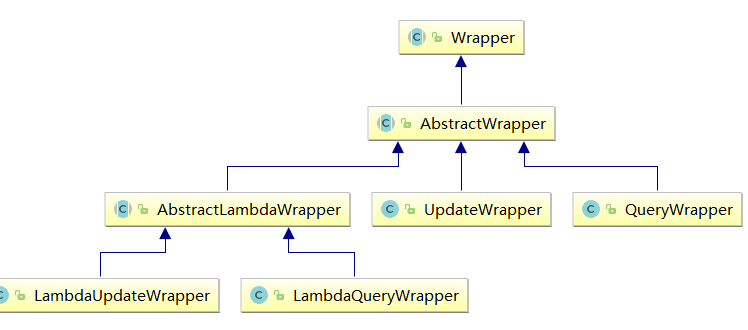 Wrapper
AbstractWrapper
AbstractLambdaWrapper
UpdateWrapper
QueryWrapper
LambdaUpdateWrapper
LambdaQueryWrapper